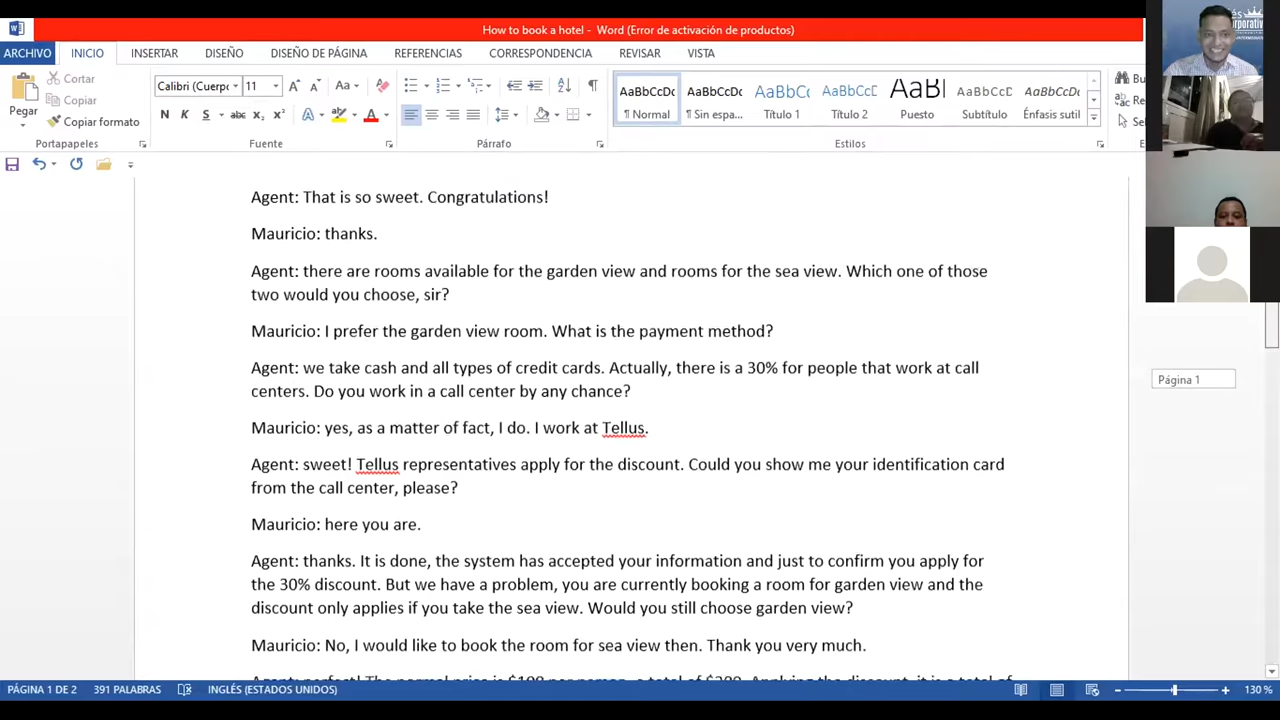 How to book a hotel - Word (Error de activación de productos)
ARCHIVO INICIO INSERTAR DISEÑO DISEÑO DE PÁGINA REFERENCIAS CORRESPONDENCIA REVISAR VISTA
Pegar
Cortar
Copiar
Copiar formato
Portapapeles
Calibri (Cuerpo 11
Fuente
Párrafo
AaBbCcDc AaBbCcDc AaBbCc AaBbCcD AaBbI AaBbCcD AaBbCcDc
¶ Normal ¶ Sin espa... Título 1 Título 2 Puesto Subtítulo Énfasis sutil
Estilos
Agent: That is so sweet. Congratulations!
Mauricio: thanks.
Agent: there are rooms available for the garden view and rooms for the sea view. Which one of those
two would you choose, sir?
Mauricio: I prefer the garden view room. What is the payment method?
Agent: we take cash and all types of credit cards. Actually, there is a 30% for people that work at call
centers. Do you work in a call center by any chance?
Mauricio: yes, as a matter of fact, I do. I work at Tellus.
Agent: sweet! Tellus representatives apply for the discount. Could you show me your identification card
from the call center, please?
Mauricio: here you are.
Agent: thanks. It is done, the system has accepted your information and just to confirm you apply for
the 30% discount. But we have a problem, you are currently booking a room for garden view and the
discount only applies if you take the sea view. Would you still choose garden view?
Mauricio: No, I would like to book the room for sea view then. Thank you very much.
Página 1
PÁGINA 1 DE 2 391 PALABRAS INGLÉS (ESTADOS UNIDOS) 130 %